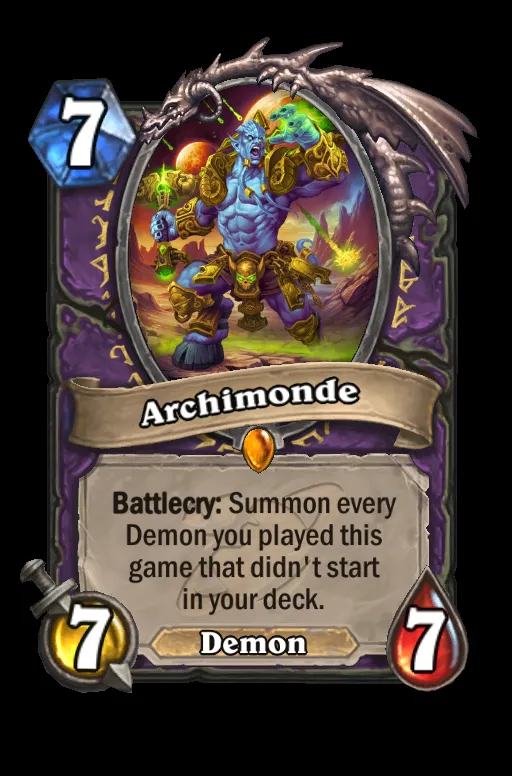 7
Archimonde
Battlecry: Summon every
Demon you played this
game that didn't start
in your deck.
7
Demon
7